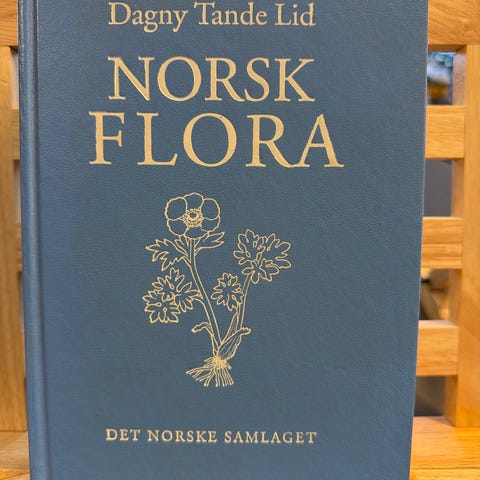 Dagny Tande Lid
NORSK
FLORA
DET NORSKE SAMLAGET